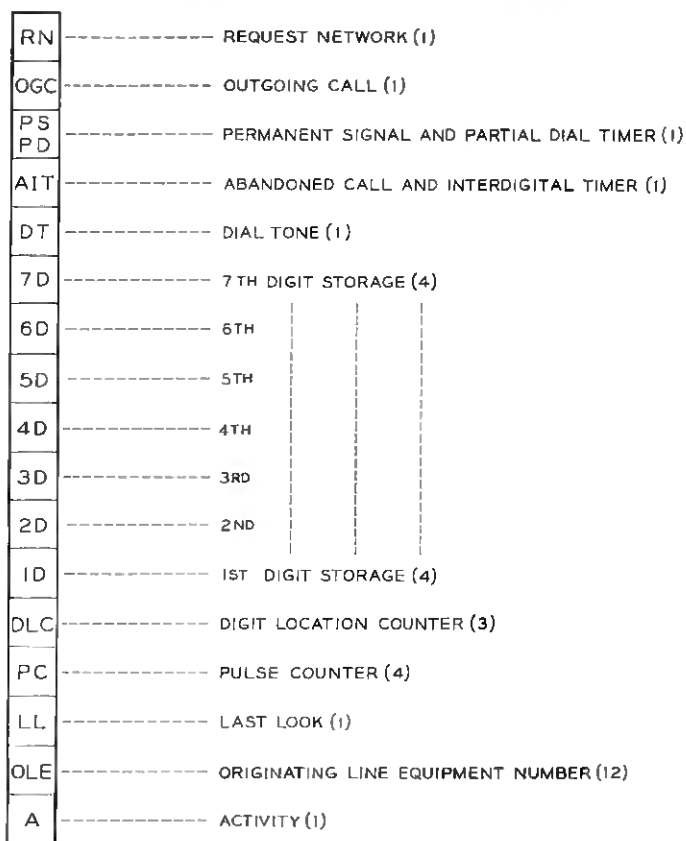 RN REQUEST NETWORK (1)
OGC OUTGOING CALL (1)
PS
PD PERMANENT SIGNAL AND PARTIAL DIAL TIMER (1)
AIT ABANDONED CALL AND INTERDIGITAL TIMER (1)
DT DIAL TONE (1)
7D 7TH DIGIT STORAGE (4)
6D 6TH
5D 5TH
4D 4TH
3D 3RD
2D 2ND
1D 1ST DIGIT STORAGE (4)
DLC DIGIT LOCATION COUNTER (3)
PC PULSE COUNTER (4)
LL LAST LOOK (1)
OLE ORIGINATING LINE EQUIPMENT NUMBER (12)
A ACTIVITY (1)